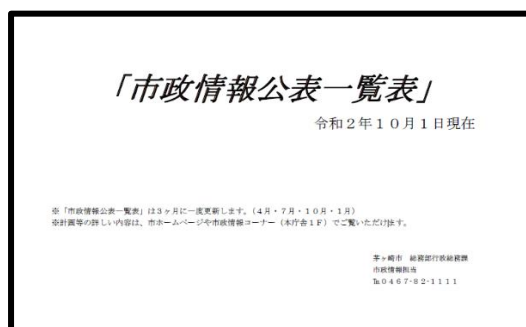 「市政情報公表一覧表」
令和２年１０月１日現在
※「市政情報公表一覧表」は３ヶ月に一度更新します。（４月・７月・１０月・１月）
※計画等の詳しい内容は、市ホームページや市政情報コーナー（本庁舎１Ｆ）でご覧いただけます。
茅ヶ崎市　総務部行政総務課
市政情報担当
℡０４６７-８２-１１１１